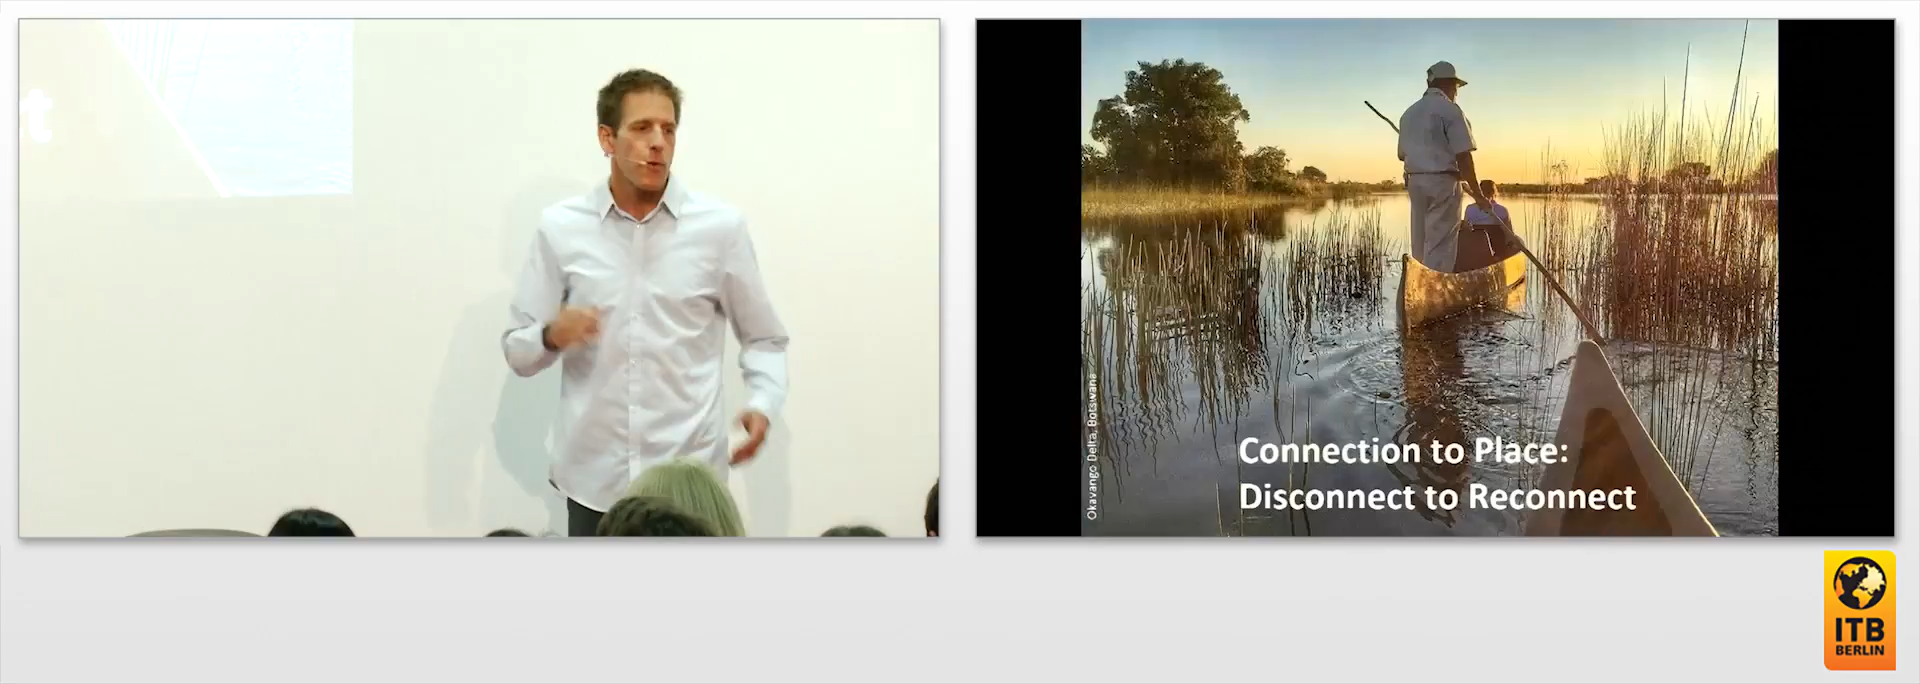 t
Okavango Delta, Botswana
Connection to Place:
Disconnect to Reconnect
ITB
BERLIN